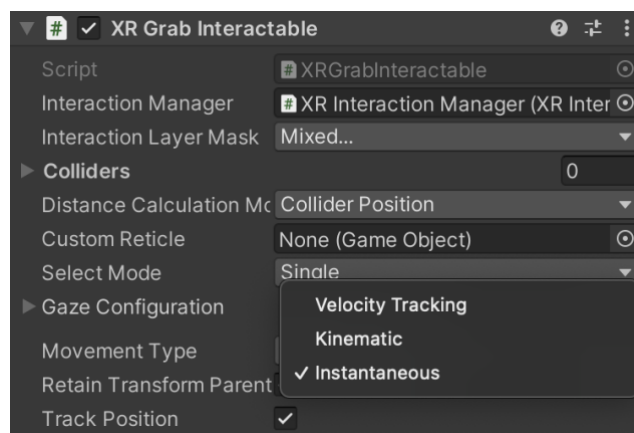 # XR Grab Interactable
Script # XRGrabInteractable
Interaction Manager # XR Interaction Manager (XR Inter
Interaction Layer Mask Mixed...
Colliders 0
Distance Calculation Mo Collider Position
Custom Reticle None (Game Object)
Select Mode Single
Gaze Configuration Velocity Tracking
Kinematic
Movement Type
✓ Instantaneous
Retain Transform Parent
Track Position